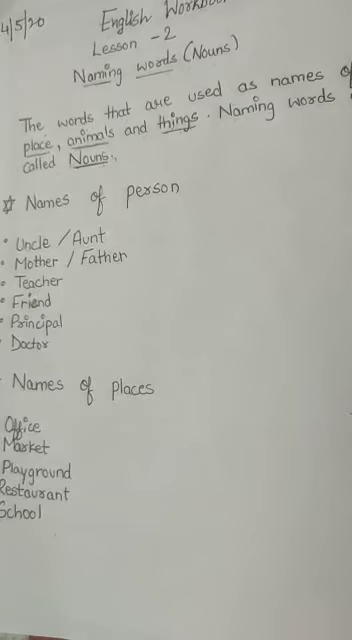 4/5/20
English Workboo
Lesson - 2
Naming words (Nouns)
The words that are used as names of
place, animals and things. Naming words
called Nouns.
Names of person
• Uncle / Aunt
• Mother / Father
• Teacher
• Friend
• Principal
• Doctor
Names of places
Office
Market
Playground
Restaurant
School